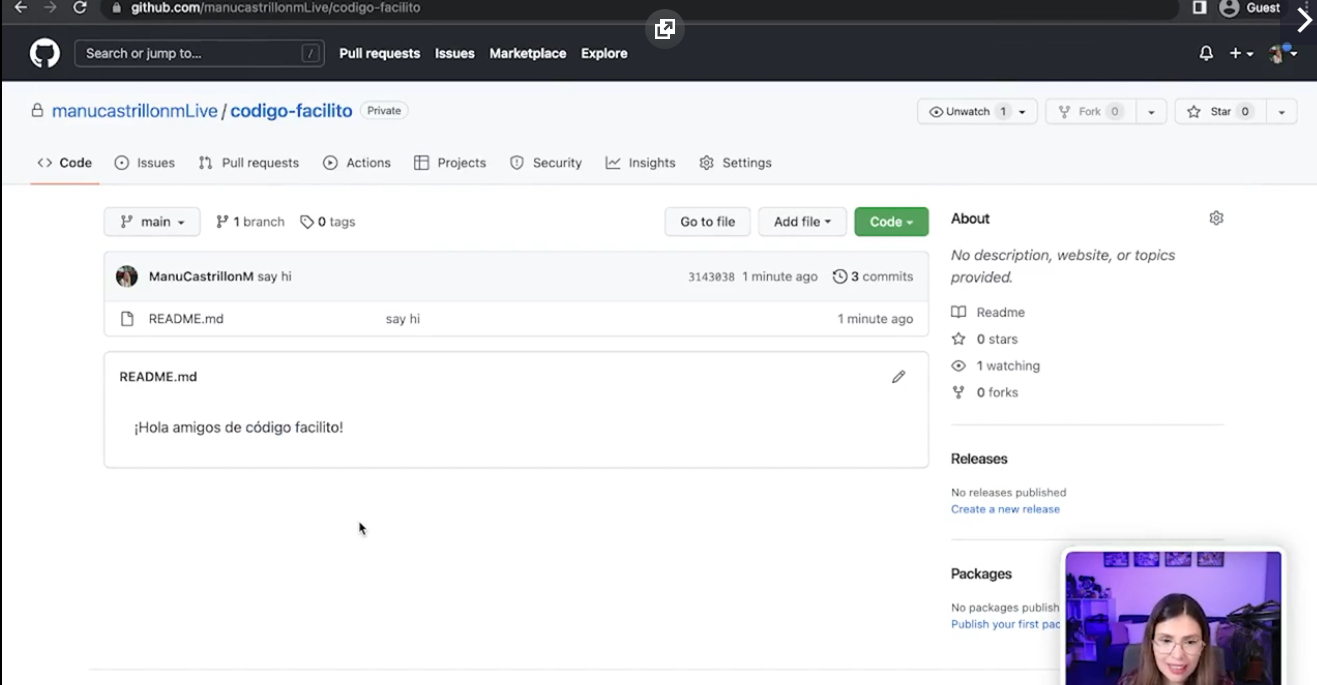 github.com/manucastrillonmLive/codigo-facilito Guest
Search or jump to... / Pull requests Issues Marketplace Explore
manucastrillonmLive / codigo-facilito Private Unwatch 1 Fork 0 Star 0
Code Issues Pull requests Actions Projects Security Insights Settings
main 1 branch 0 tags Go to file Add file Code
ManuCastrillonM say hi 3143038 1 minute ago 3 commits
README.md say hi 1 minute ago
README.md
¡Hola amigos de código facilito!
About
No description, website, or topics
provided.
Readme
0 stars
1 watching
0 forks
Releases
No releases published
Create a new release
Packages
No packages publish
Publish your first pac